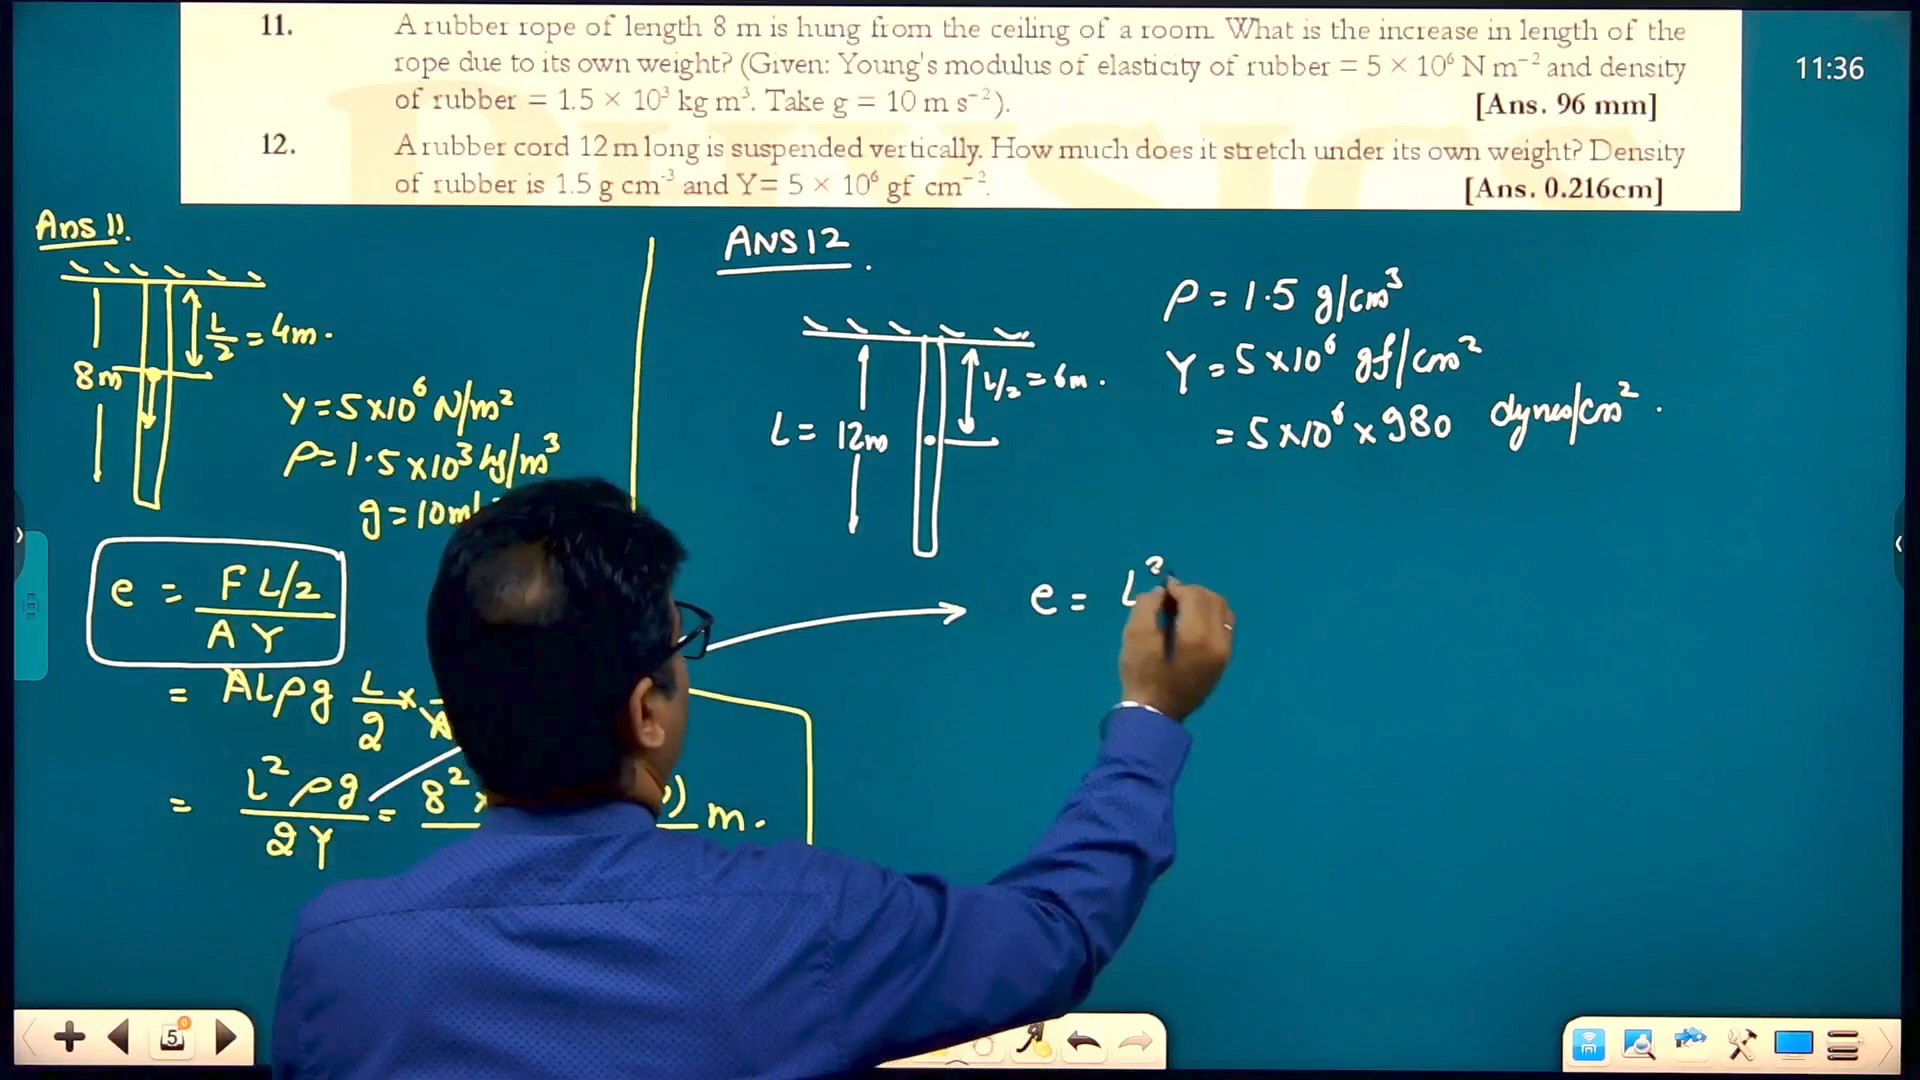 11. A rubber rope of length 8 m is hung from the ceiling of a room. What is the increase in length of the
rope due to its own weight? (Given: Young's modulus of elasticity of rubber = 5 × 10⁶ N m⁻² and density
of rubber = 1.5 × 10³ kg m³. Take g = 10 m s⁻²). [Ans. 96 mm]
12. A rubber cord 12 m long is suspended vertically. How much does it stretch under its own weight? Density
of rubber is 1.5 g cm⁻³ and Y= 5 × 10⁶ gf cm⁻². [Ans. 0.216cm]
11:36
Ans 11.
L/2 = 4m.
8m
Y = 5×10⁶ N/m²
ρ = 1.5×10³ kg/m³
g = 10m/
e = F L/2 / A Y
= ALρg L/2 ×
= L²ρg / 2Y = 8² ×
) m.
ANS 12.
L/2 = 6m.
L = 12m
ρ = 1.5 g/cm³
Y = 5×10⁶ gf/cm²
= 5×10⁶ × 980 dynes/cm².
e = L²
5
0